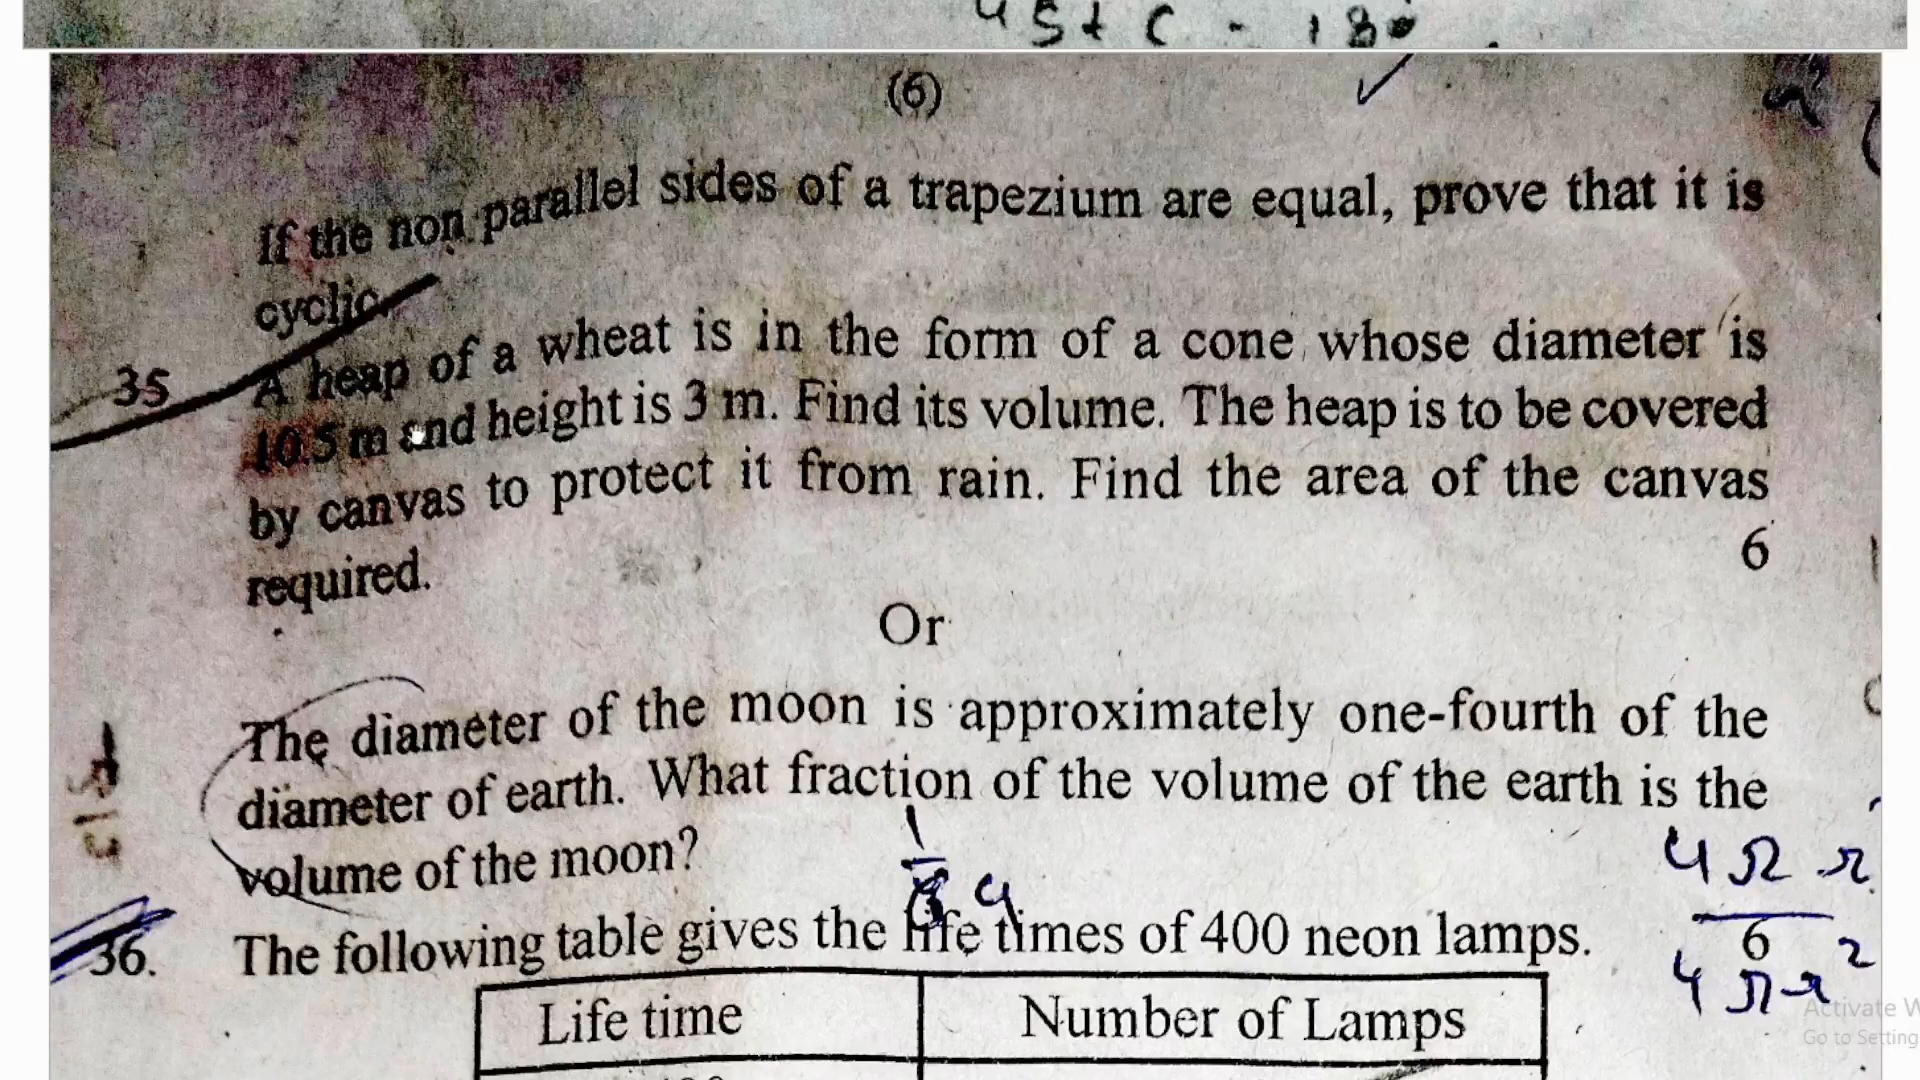 (6)
If the non parallel sides of a trapezium are equal, prove that it is
cyclic.
35 A heap of a wheat is in the form of a cone whose diameter is
10.5 m and height is 3 m. Find its volume. The heap is to be covered
by canvas to protect it from rain. Find the area of the canvas
required.
6
Or
The diameter of the moon is approximately one-fourth of the
diameter of earth. What fraction of the volume of the earth is the
volume of the moon?
36. The following table gives the life times of 400 neon lamps.
Life time Number of Lamps